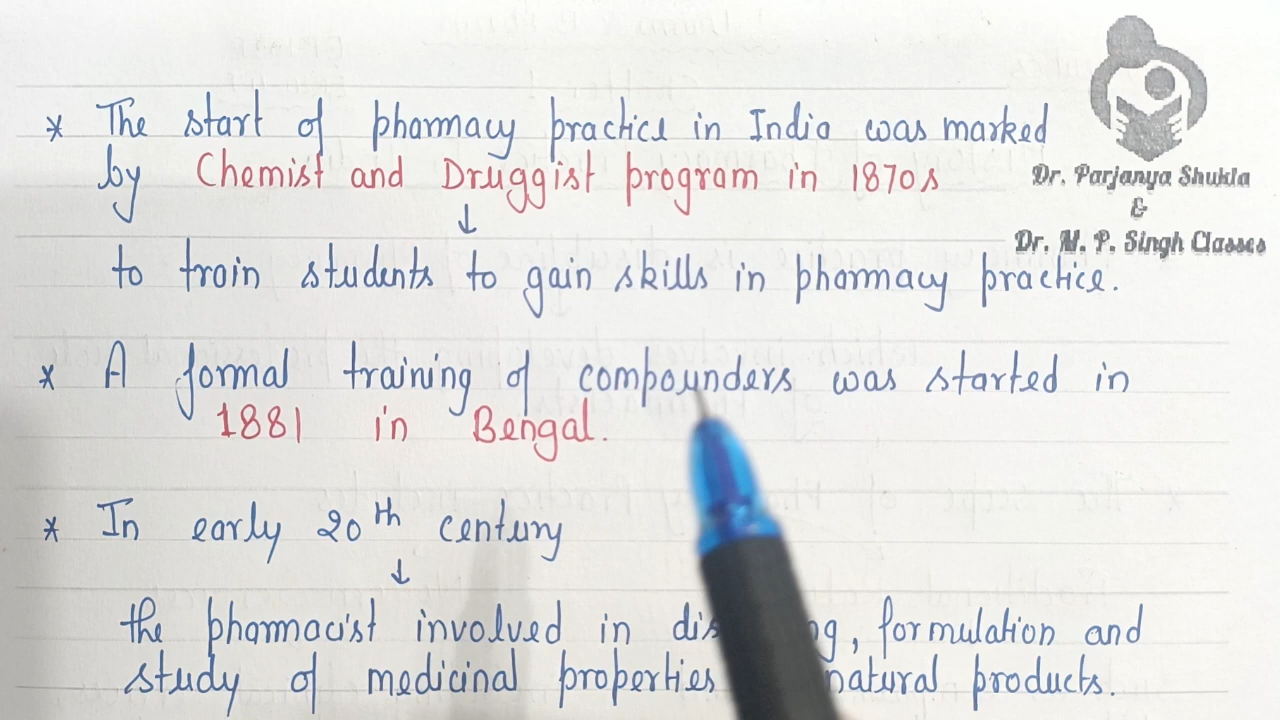 * The start of pharmacy practice in India was marked
by Chemist and Druggist program in 1870s
↓
to train students to gain skills in pharmacy practice.
* A formal training of compounders was started in
1881 in Bengal.
* In early 20th century
↓
the pharmacist involved in , formulation and
study of medicinal properties natural products.
Dr. Parjanya Shukla
&
Dr. M. P. Singh Classes